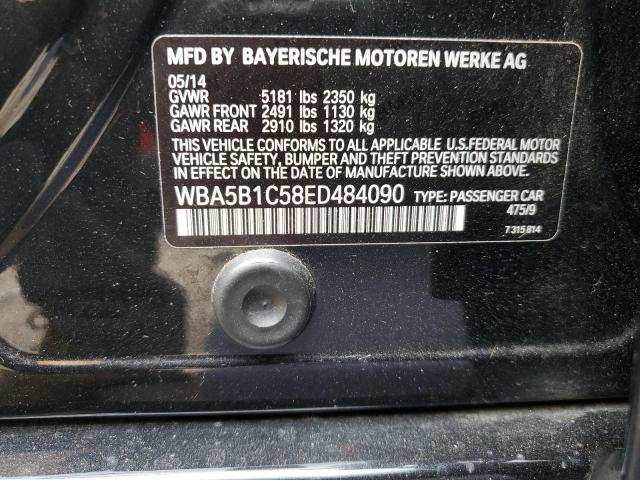 MFD BY BAYERISCHE MOTOREN WERKE AG
05/14
GVWR 5181 lbs 2350 kg
GAWR FRONT 2491 lbs 1130 kg
GAWR REAR 2910 lbs 1320 kg
THIS VEHICLE CONFORMS TO ALL APPLICABLE U.S.FEDERAL MOTOR
VEHICLE SAFETY, BUMPER AND THEFT PREVENTION STANDARDS
IN EFFECT ON THE DATE OF MANUFACTURE SHOWN ABOVE.
WBA5B1C58ED484090 TYPE: PASSENGER CAR
475/9
7 315 814